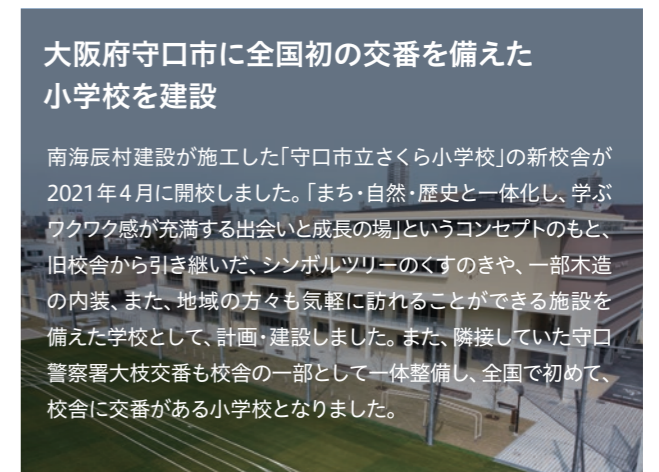 大阪府守口市に全国初の交番を備えた
小学校を建設
南海辰村建設が施工した「守口市立さくら小学校」の新校舎が
2021年4月に開校しました。「まち・自然・歴史と一体化し、学ぶ
ワクワク感が充満する出会いと成長の場」というコンセプトのもと、
旧校舎から引き継いだ、シンボルツリーのくすのきや、一部木造
の内装、また、地域の方々も気軽に訪れることができる施設を
備えた学校として、計画・建設しました。また、隣接していた守口
警察署大枝交番も校舎の一部として一体整備し、全国で初めて、
校舎に交番がある小学校となりました。